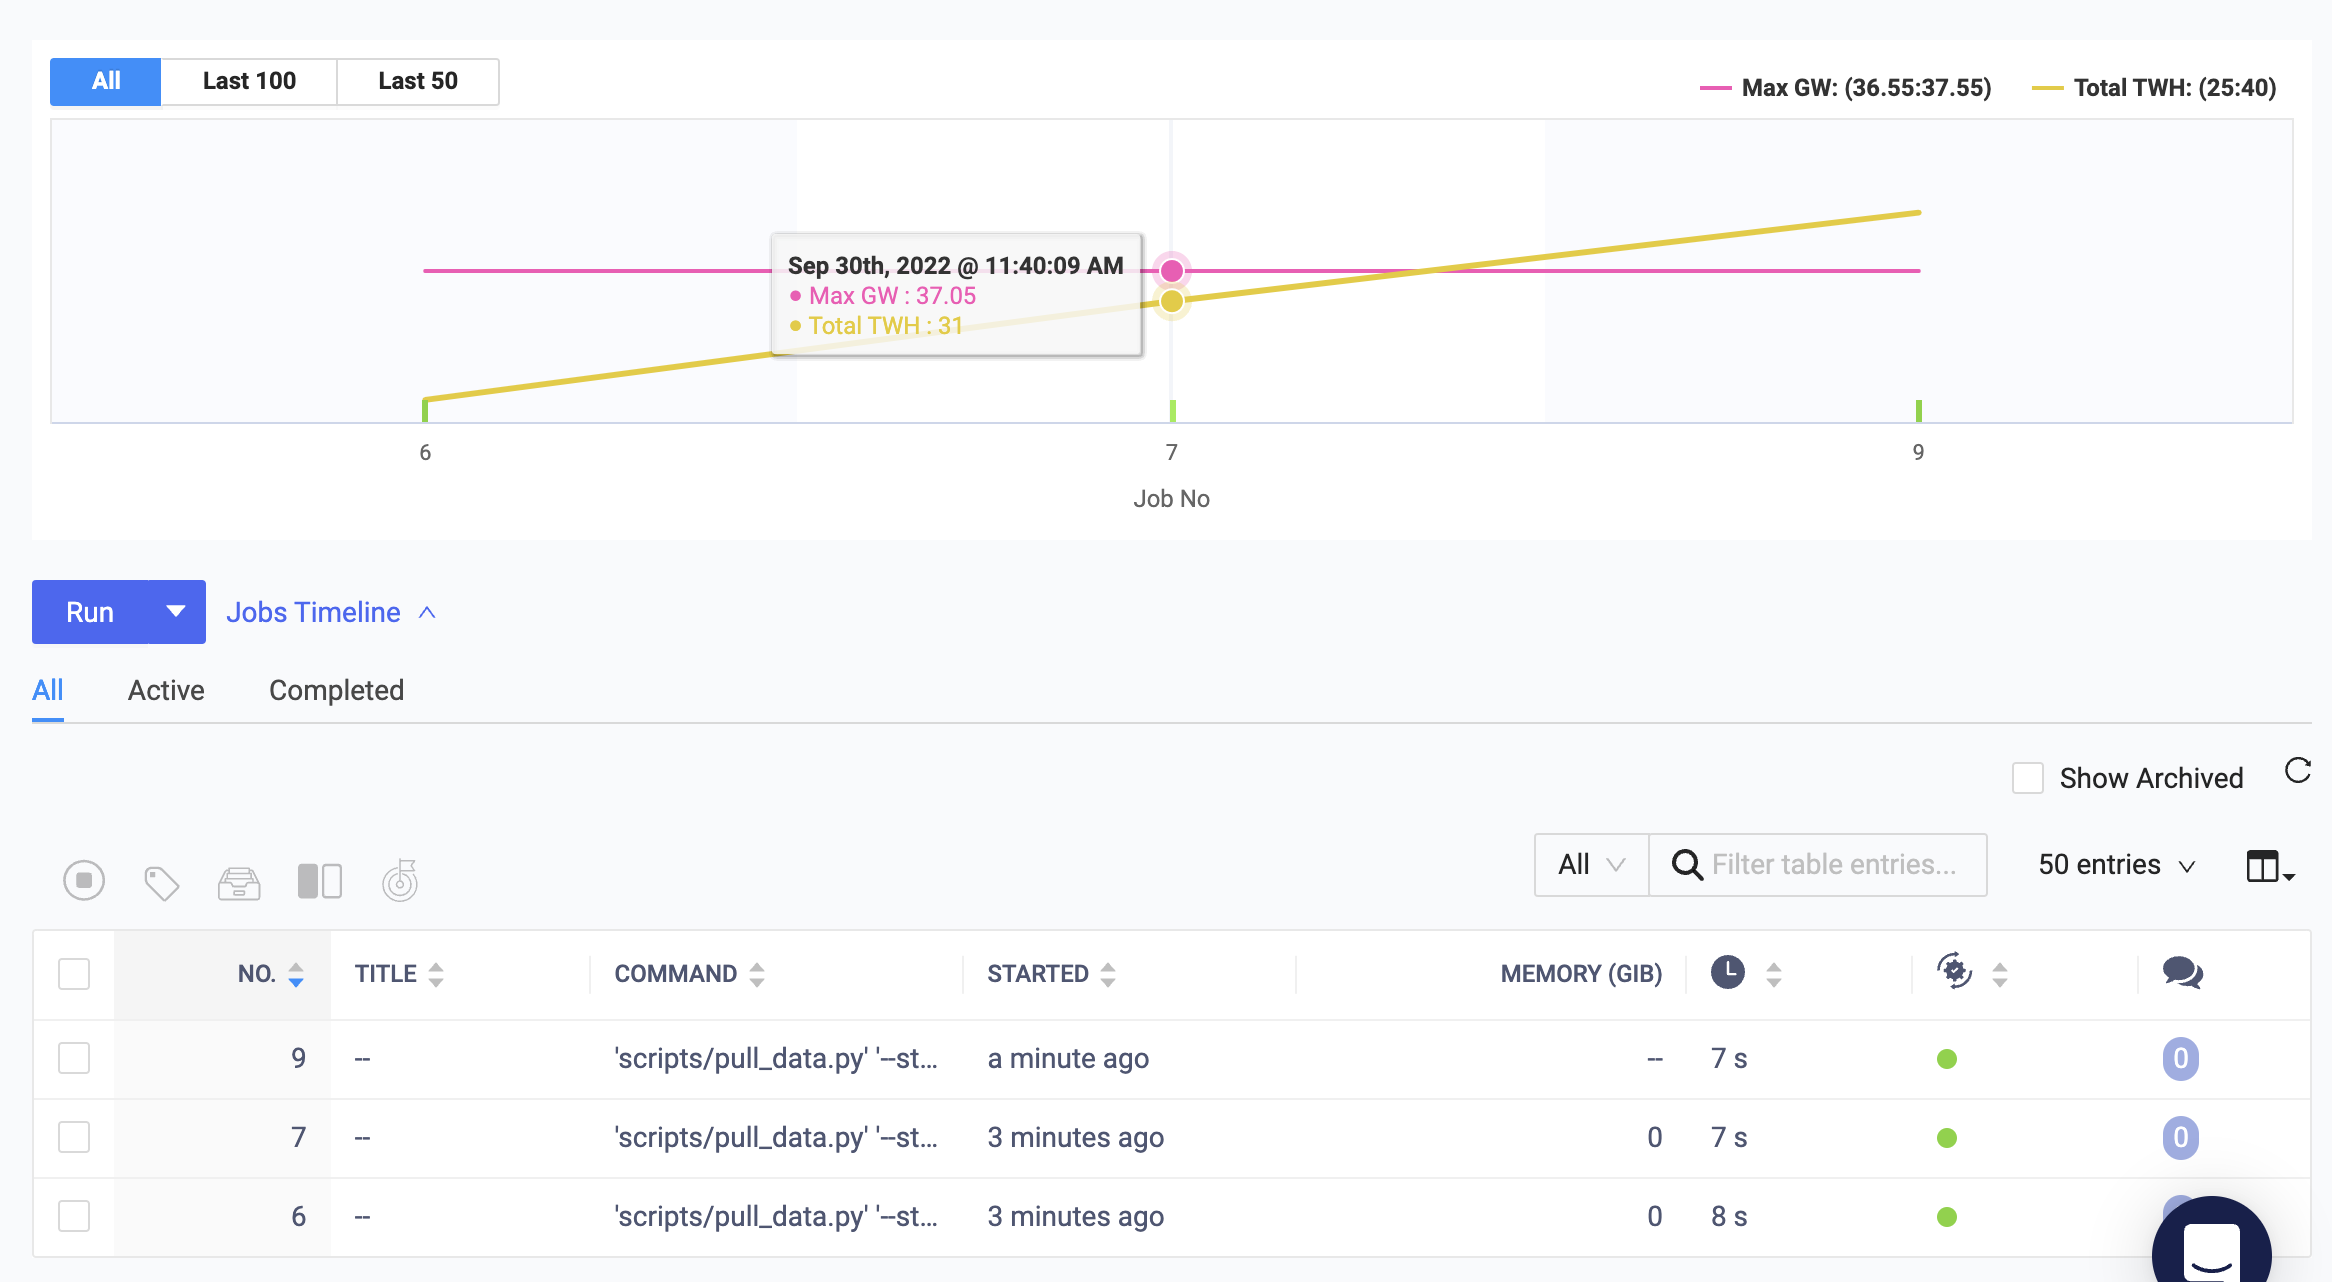 All Last 100 Last 50 Max GW: (36.55:37.55) Total TWH: (25:40)
Sep 30th, 2022 @ 11:40:09 AM
Max GW : 37.05
Total TWH : 31
6 7 9
Job No
Run Jobs Timeline
All Active Completed
Show Archived
All Filter table entries... 50 entries
NO. TITLE COMMAND STARTED MEMORY (GIB)
9 -- 'scripts/pull_data.py' '--st... a minute ago -- 7 s 0
7 -- 'scripts/pull_data.py' '--st... 3 minutes ago 0 7 s 0
6 -- 'scripts/pull_data.py' '--st... 3 minutes ago 0 8 s